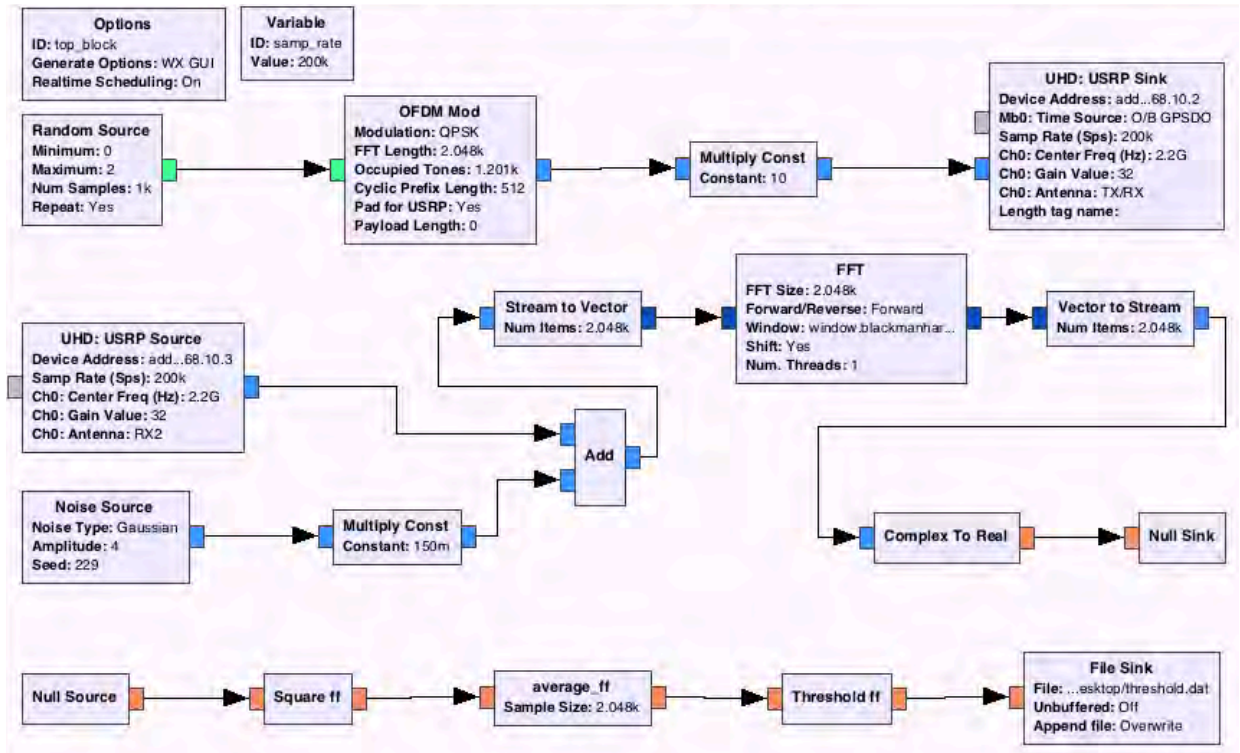 Options
ID: top_block
Generate Options: WX GUI
Realtime Scheduling: On
Variable
ID: samp_rate
Value: 200k
Random Source
Minimum: 0
Maximum: 2
Num Samples: 1k
Repeat: Yes
OFDM Mod
Modulation: QPSK
FFT Length: 2.048k
Occupied Tones: 1.201k
Cyclic Prefix Length: 512
Pad for USRP: Yes
Payload Length: 0
Multiply Const
Constant: 10
UHD: USRP Sink
Device Address: add...68.10.2
Mb0: Time Source: O/B GPSDO
Samp Rate (Sps): 200k
Ch0: Center Freq (Hz): 2.2G
Ch0: Gain Value: 32
Ch0: Antenna: TX/RX
Length tag name:
UHD: USRP Source
Device Address: add...68.10.3
Samp Rate (Sps): 200k
Ch0: Center Freq (Hz): 2.2G
Ch0: Gain Value: 32
Ch0: Antenna: RX2
Stream to Vector
Num Items: 2.048k
FFT
FFT Size: 2.048k
Forward/Reverse: Forward
Window: window.blackmanhar...
Shift: Yes
Num. Threads: 1
Vector to Stream
Num Items: 2.048k
Add
Noise Source
Noise Type: Gaussian
Amplitude: 4
Seed: 229
Multiply Const
Constant: 150m
Complex To Real
Null Sink
Null Source
Square ff
average_ff
Sample Size: 2.048k
Threshold ff
File Sink
File: ...esktop/threshold.dat
Unbuffered: Off
Append file: Overwrite